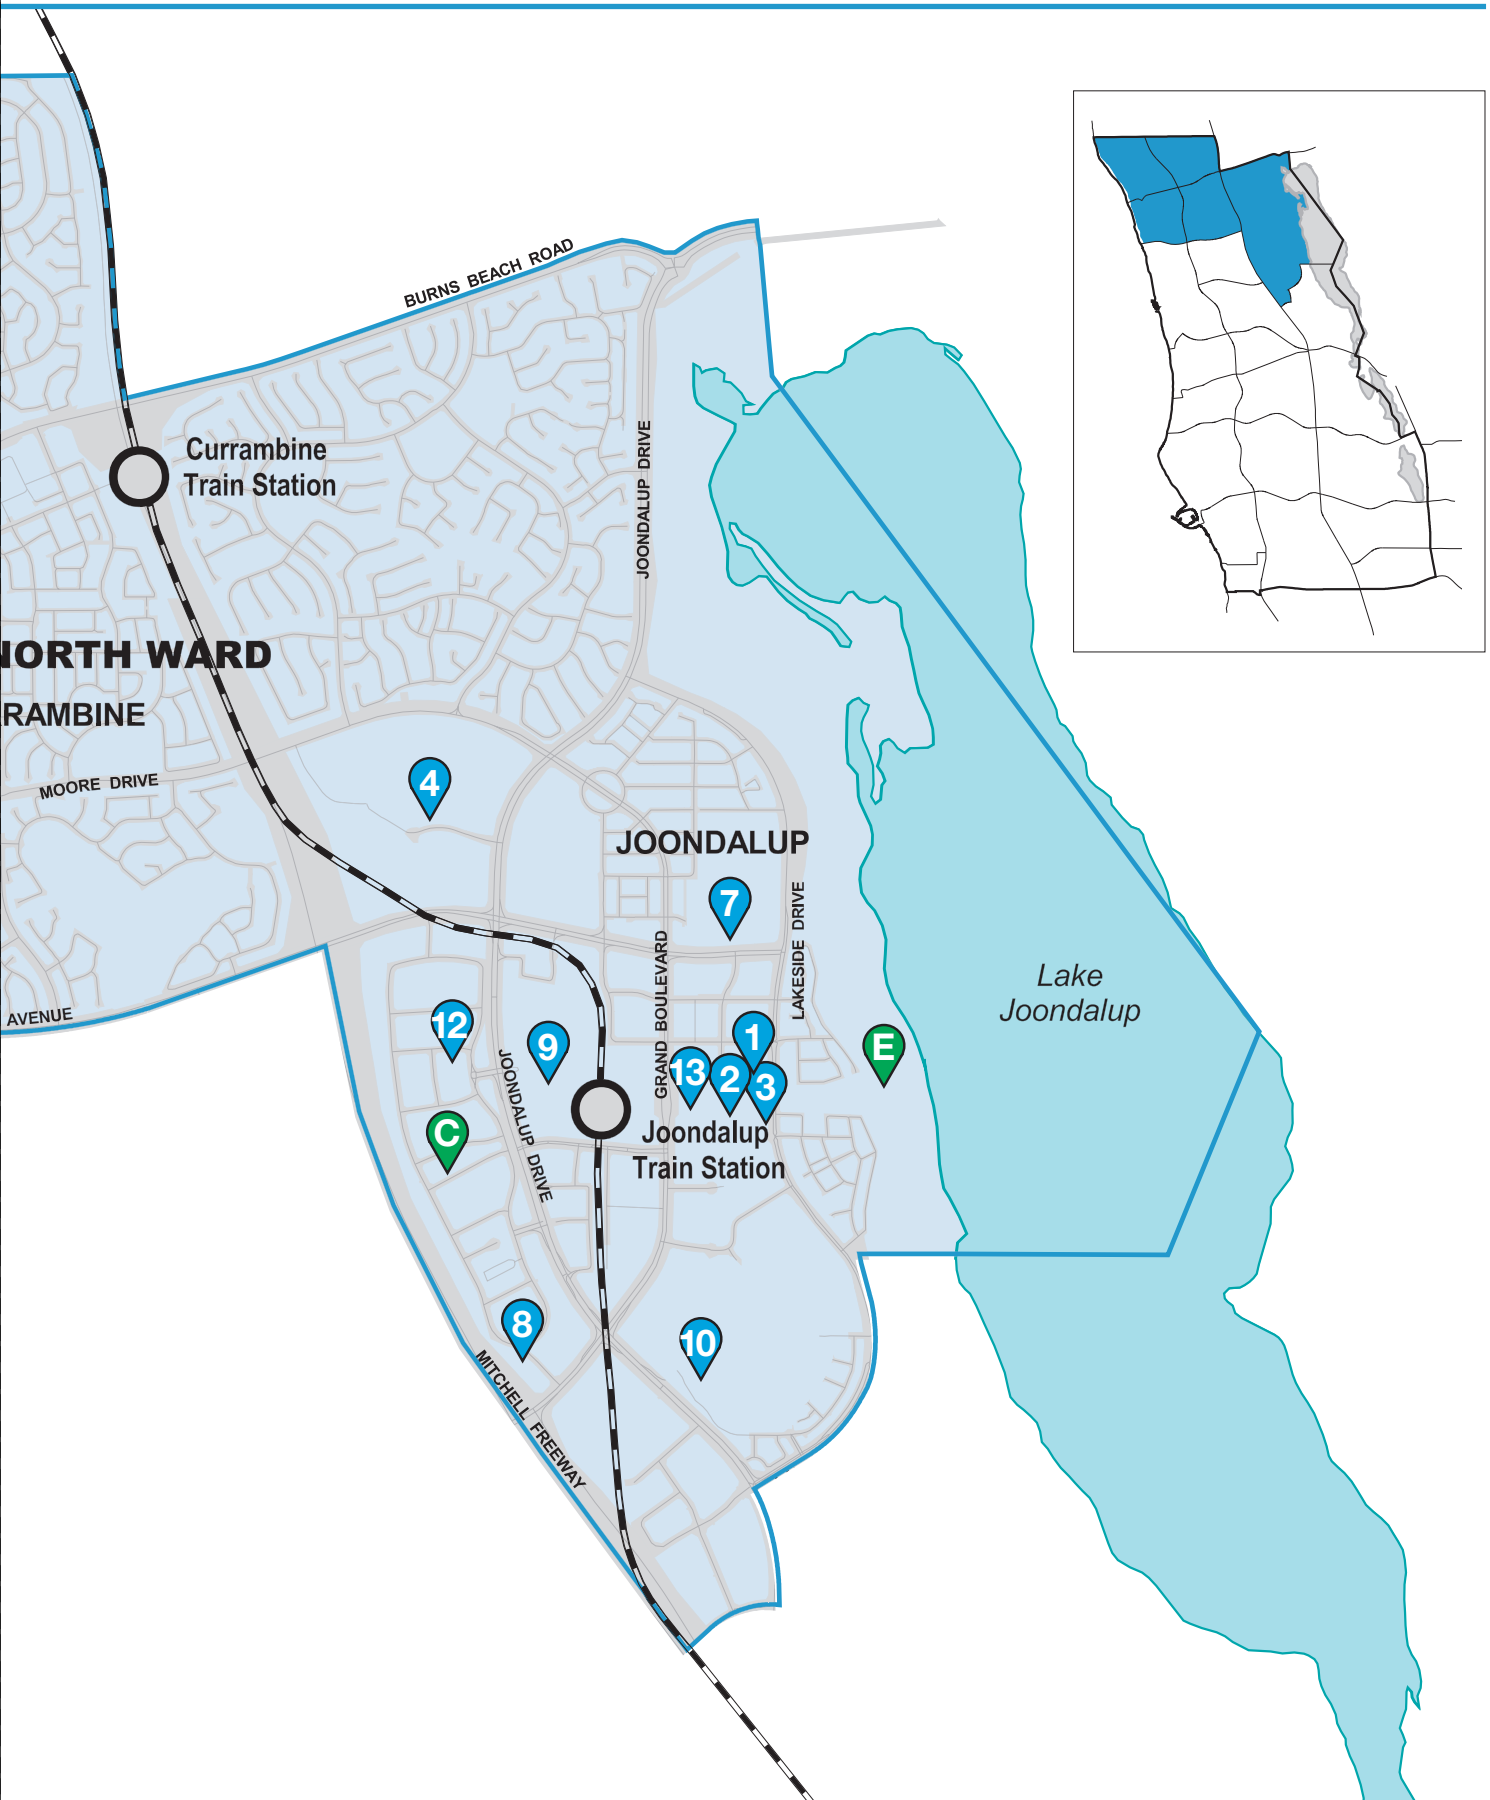 BURNS BEACH ROAD
Currambine
Train Station
JOONDALUP DRIVE
NORTH WARD
RAMBINE
MOORE DRIVE
4
JOONDALUP
7
LAKESIDE DRIVE
GRAND BOULEVARD
Lake
Joondalup
AVENUE
12
9
1
E
13
2
3
C
JOONDALUP DRIVE
Joondalup
Train Station
8
10
MITCHELL FREEWAY